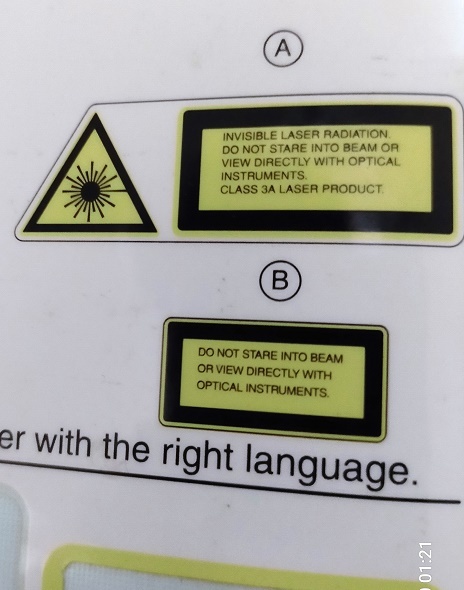 A
INVISIBLE LASER RADIATION.
DO NOT STARE INTO BEAM OR
VIEW DIRECTLY WITH OPTICAL
INSTRUMENTS.
CLASS 3A LASER PRODUCT.
B
DO NOT STARE INTO BEAM
OR VIEW DIRECTLY WITH
OPTICAL INSTRUMENTS.
er with the right language.
01:21